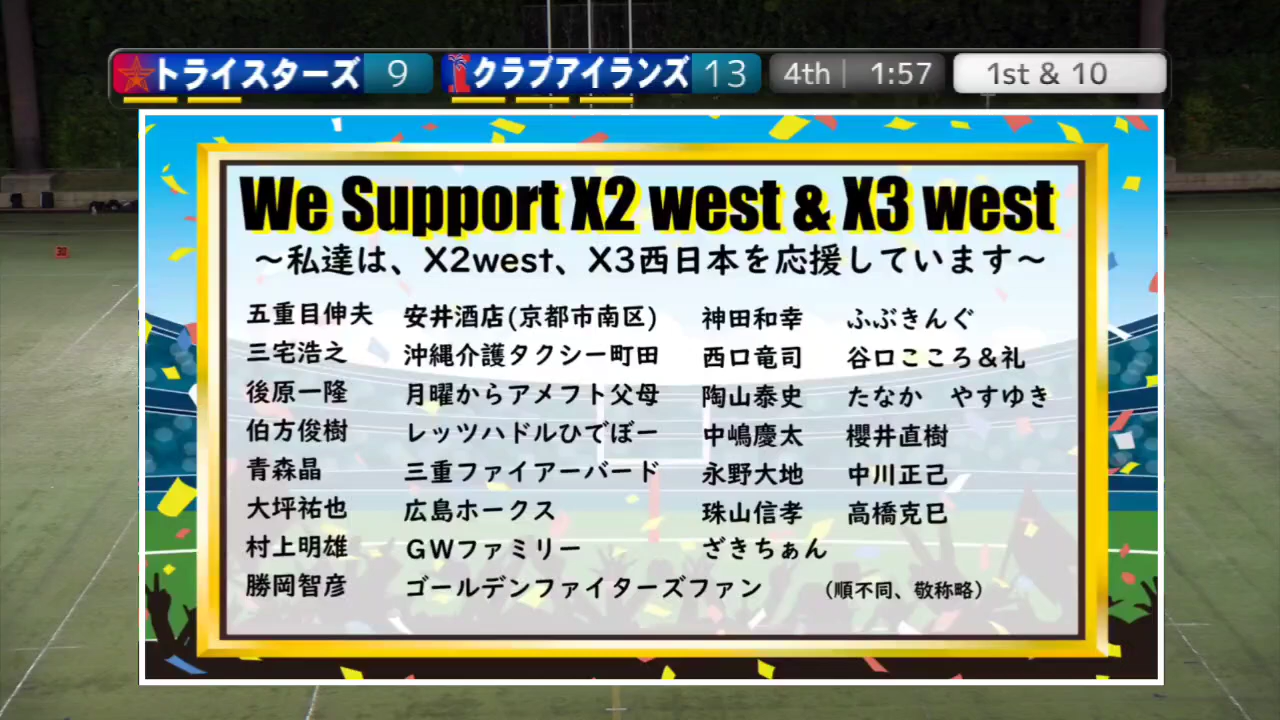 トライスターズ 9 クラブアイランズ 13 4th 1:57 1st & 10
We Support X2 west & X3 west
～私達は、X2west、X3西日本を応援しています～
五重目伸夫 安井酒店(京都市南区) 神田和幸 ふぶきんぐ
三宅浩之 沖縄介護タクシー町田 西口竜司 谷口こころ＆礼
後原一隆 月曜からアメフト父母 陶山泰史 たなか　やすゆき
伯方俊樹 レッツハドルひでぼー 中嶋慶太 櫻井直樹
青森晶 三重ファイアーバード 永野大地 中川正己
大坪祐也 広島ホークス 珠山信孝 高橋克巳
村上明雄 GWファミリー ざきちぁん
勝岡智彦 ゴールデンファイターズファン （順不同、敬称略）